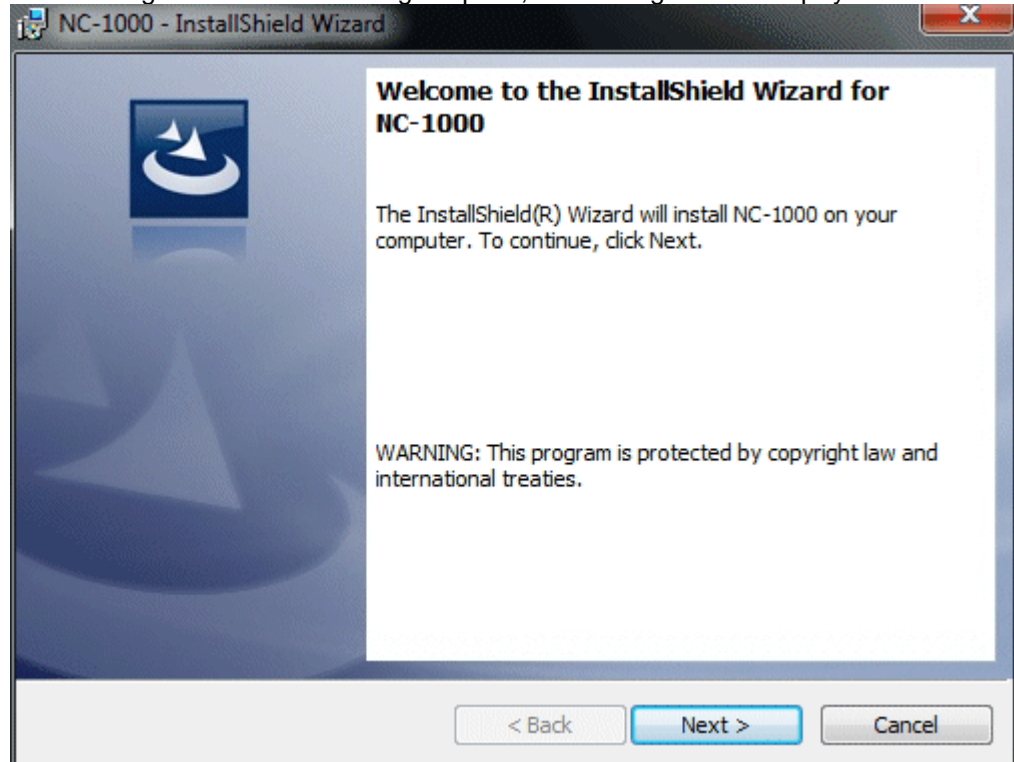 NC-1000 - InstallShield Wizard
Welcome to the InstallShield Wizard for
NC-1000
The InstallShield(R) Wizard will install NC-1000 on your
computer. To continue, click Next.
WARNING: This program is protected by copyright law and
international treaties.
< Back Next > Cancel